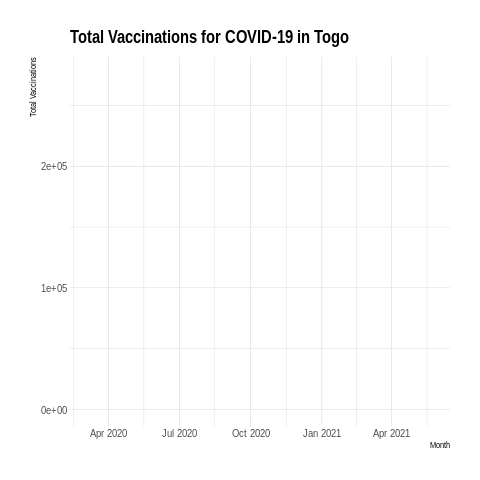 Total Vaccinations for COVID-19 in Togo
Total Vaccinations
2e+05
1e+05
0e+00
Apr 2020 Jul 2020 Oct 2020 Jan 2021 Apr 2021
Month